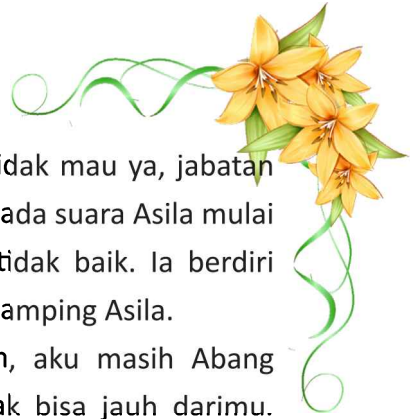 idak mau ya, jabatan
ada suara Asila mulai
tidak baik. Ia berdiri
amping Asila.
n, aku masih Abang
ak bisa jauh darimu.